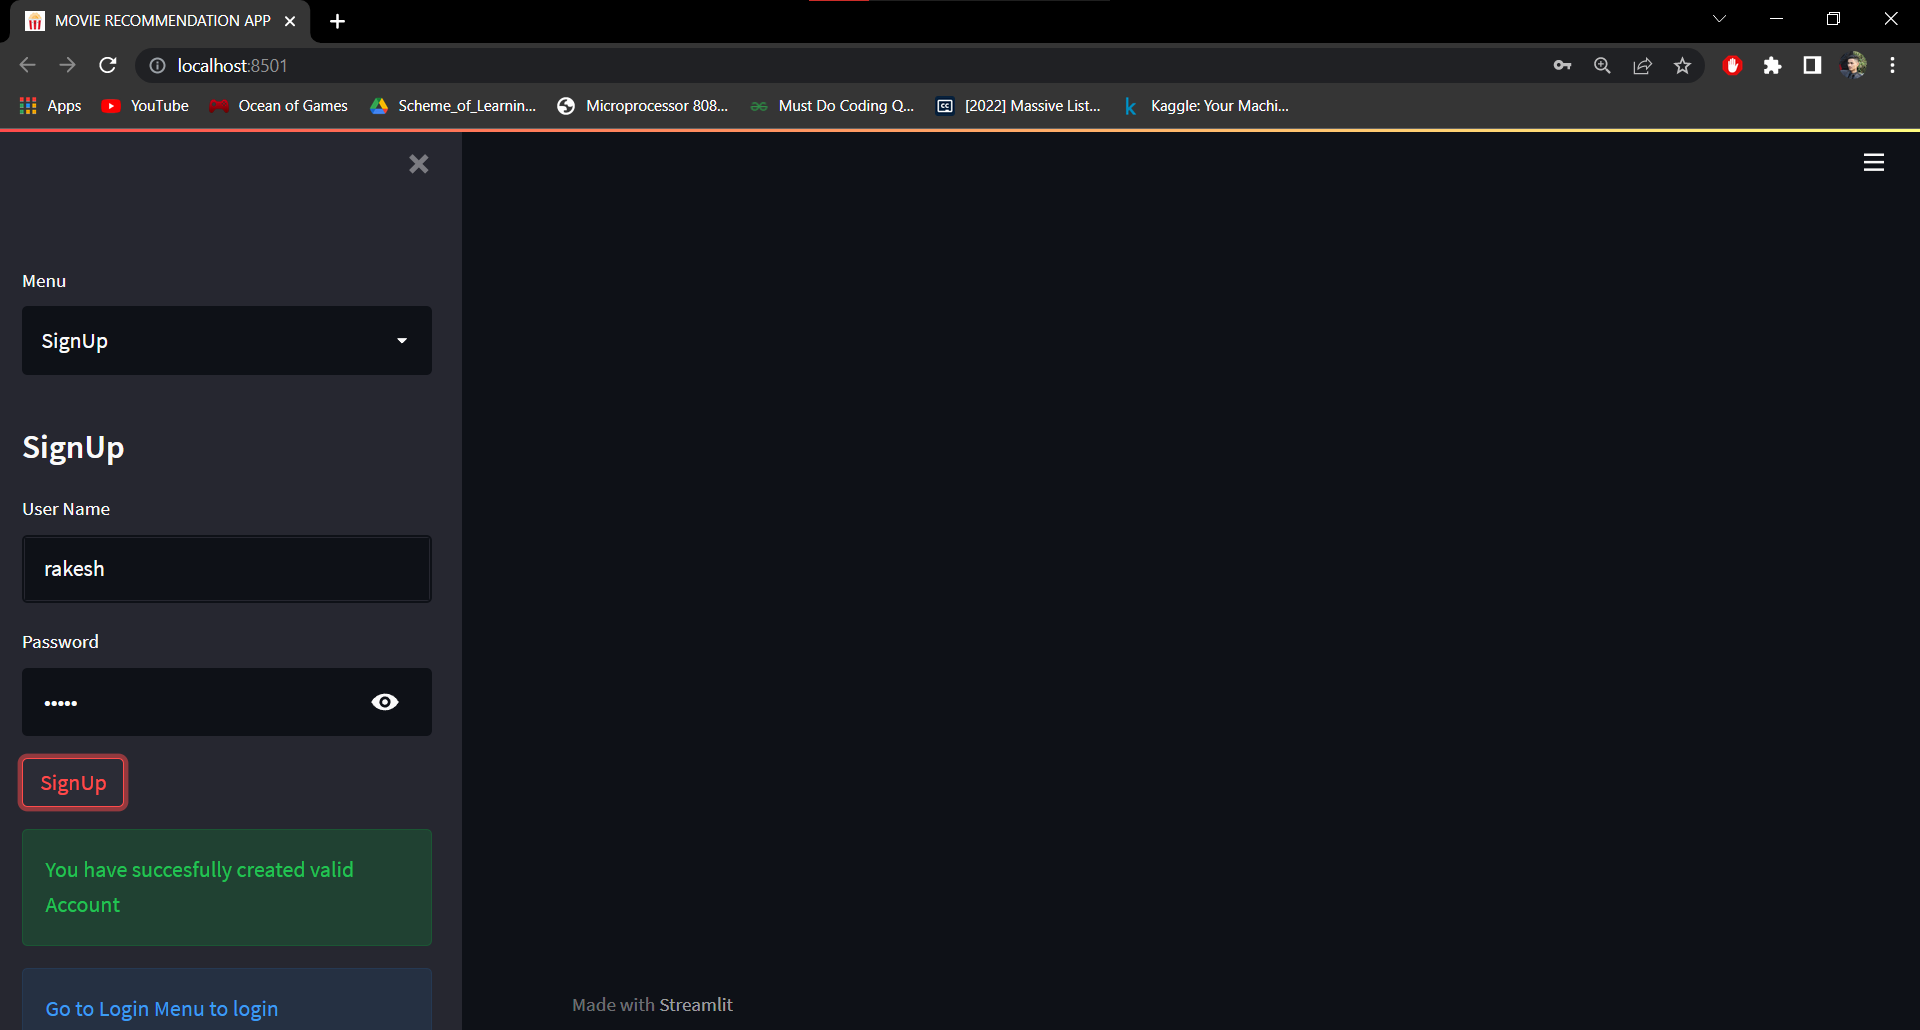 MOVIE RECOMMENDATION APP
localhost:8501
Apps YouTube Ocean of Games Scheme_of_Learnin... Microprocessor 808... Must Do Coding Q... [2022] Massive List... Kaggle: Your Machi...
Menu
SignUp
SignUp
User Name
rakesh
Password
•••••
SignUp
You have succesfully created valid
Account
Go to Login Menu to login
Made with Streamlit